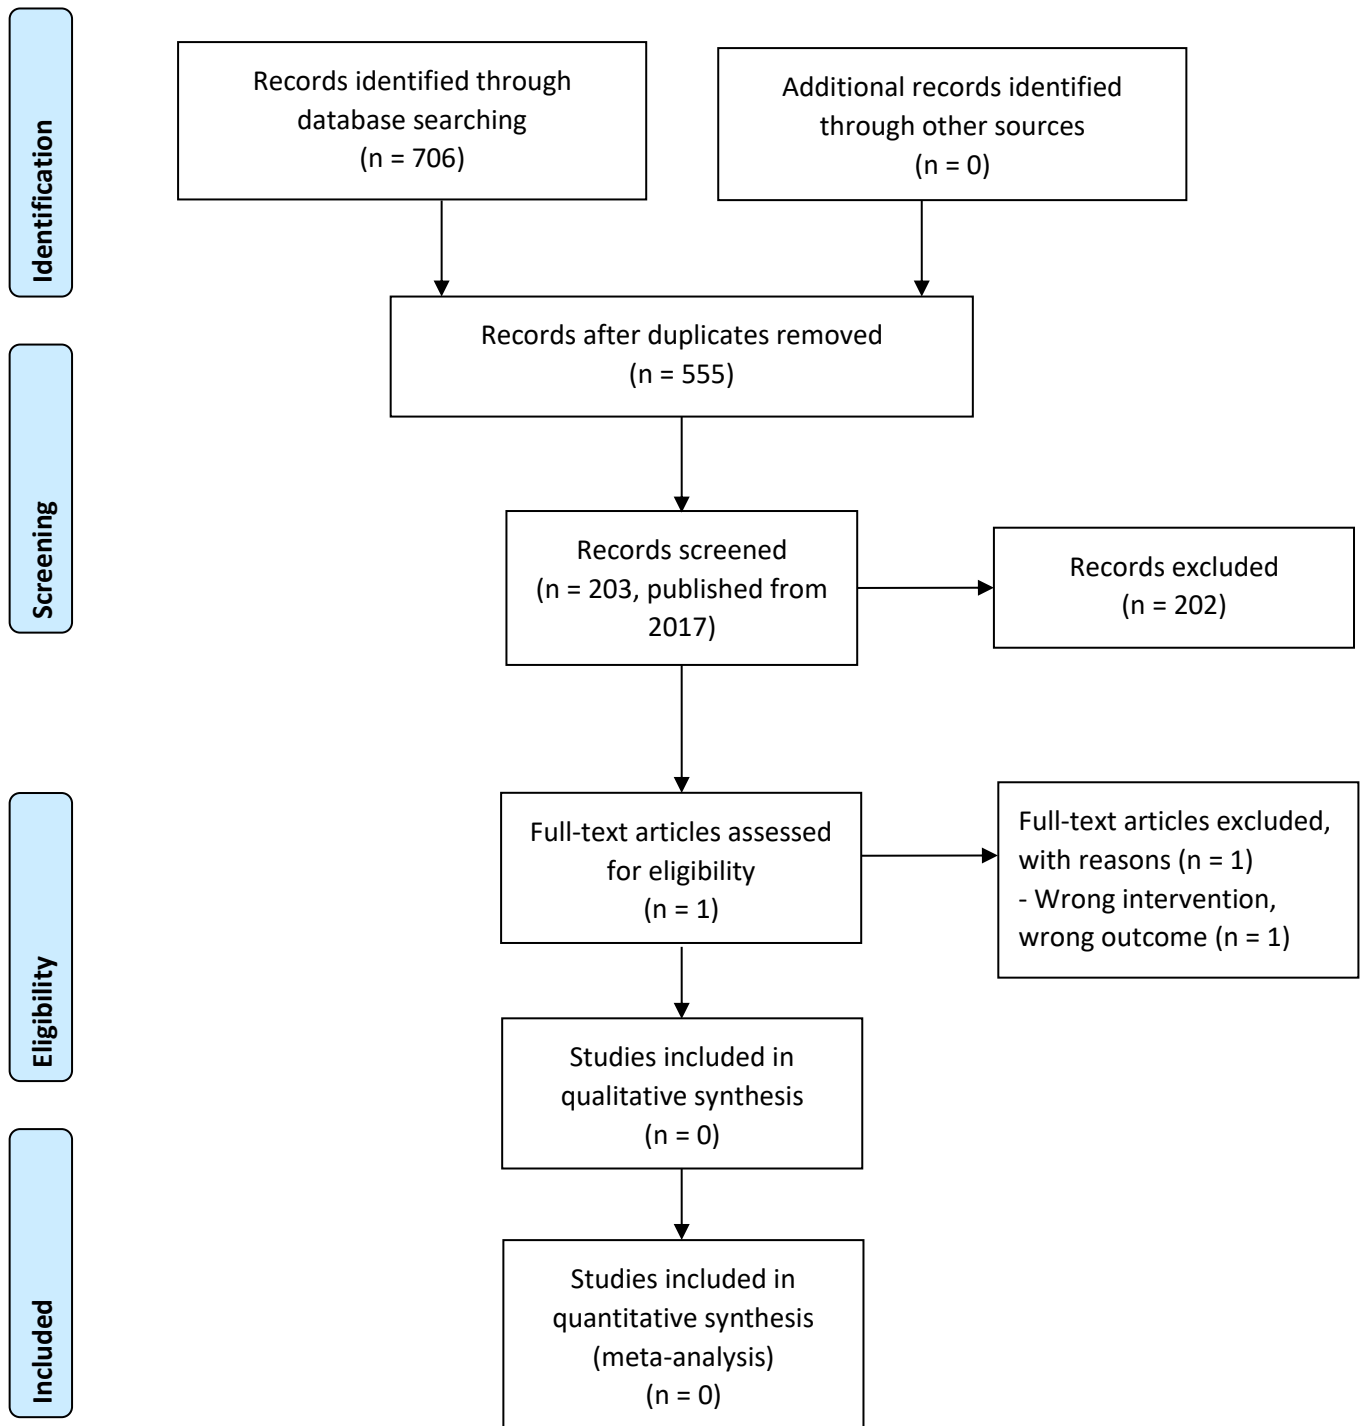 Identification
Records identified through
database searching
(n = 706)
Additional records identified
through other sources
(n = 0)
Records after duplicates removed
(n = 555)
Screening
Records screened
(n = 203, published from
2017)
Records excluded
(n = 202)
Eligibility
Full-text articles assessed
for eligibility
(n = 1)
Full-text articles excluded,
with reasons (n = 1)
- Wrong intervention,
wrong outcome (n = 1)
Studies included in
qualitative synthesis
(n = 0)
Included
Studies included in
quantitative synthesis
(meta-analysis)
(n = 0)